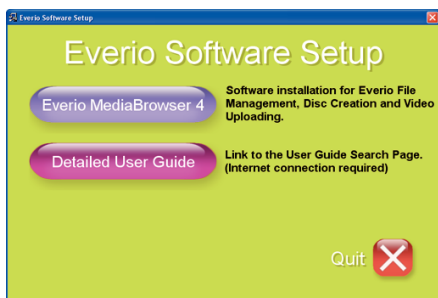 Everio Software Setup
Everio Software Setup
Everio MediaBrowser 4
Software installation for Everio File
Management, Disc Creation and Video
Uploading.
Detailed User Guide
Link to the User Guide Search Page.
(Internet connection required)
Quit